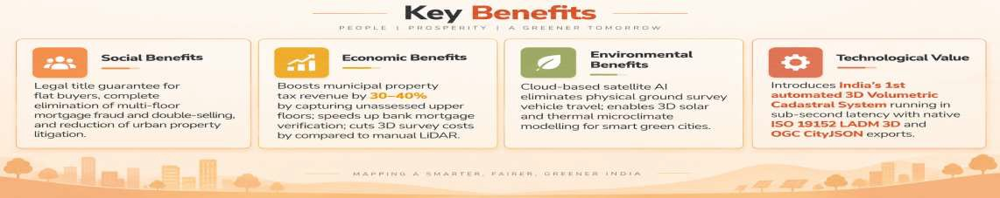 Key Benefits
PEOPLE | PROSPERITY | A GREENER TOMORROW
Social Benefits
Legal title guarantee for
flat buyers, complete
elimination of multi-floor
mortgage fraud and double-selling,
and reduction of urban property
litigation.
Economic Benefits
Boosts municipal property
tax revenue by 30–40%
by capturing unassessed upper
floors; speeds up bank mortgage
verification; cuts 3D survey costs
by compared to manual LiDAR.
Environmental
Benefits
Cloud-based satellite AI
eliminates physical ground survey
vehicle travel; enables 3D solar
and thermal microclimate
modelling for smart green cities.
Technological Value
Introduces India's 1st
automated 3D Volumetric
Cadastral System running in
sub-second latency with native
ISO 19152 LADM 3D and
OGC CityJSON exports.
MAPPING A SMARTER, FAIRER, GREENER INDIA